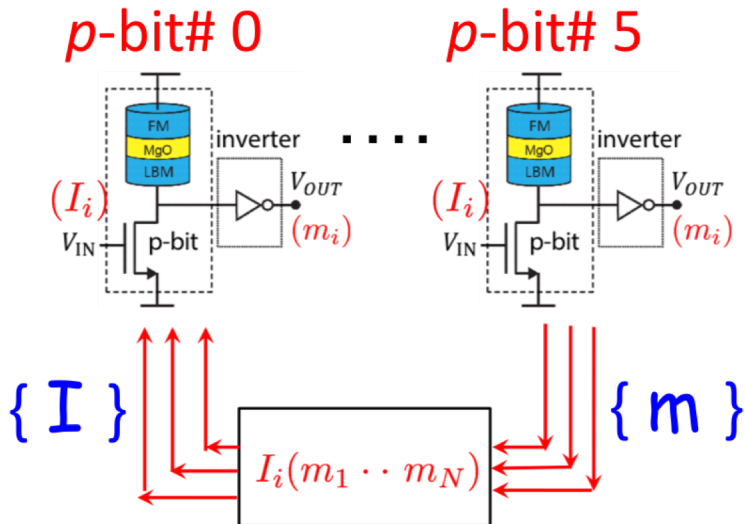 p-bit# 0
p-bit# 5
FM
MgO
LBM
inverter
V_OUT
(I_i)
(m_i)
V_IN
p-bit
. . . .
FM
MgO
LBM
inverter
V_OUT
(I_i)
(m_i)
V_IN
p-bit
{ I }
{ m }
I_i(m_1 · · m_N)